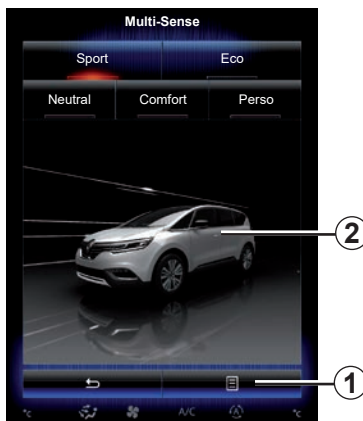 Multi-Sense
Sport Eco
Neutral Comfort Perso
2
1
°c A/C °c